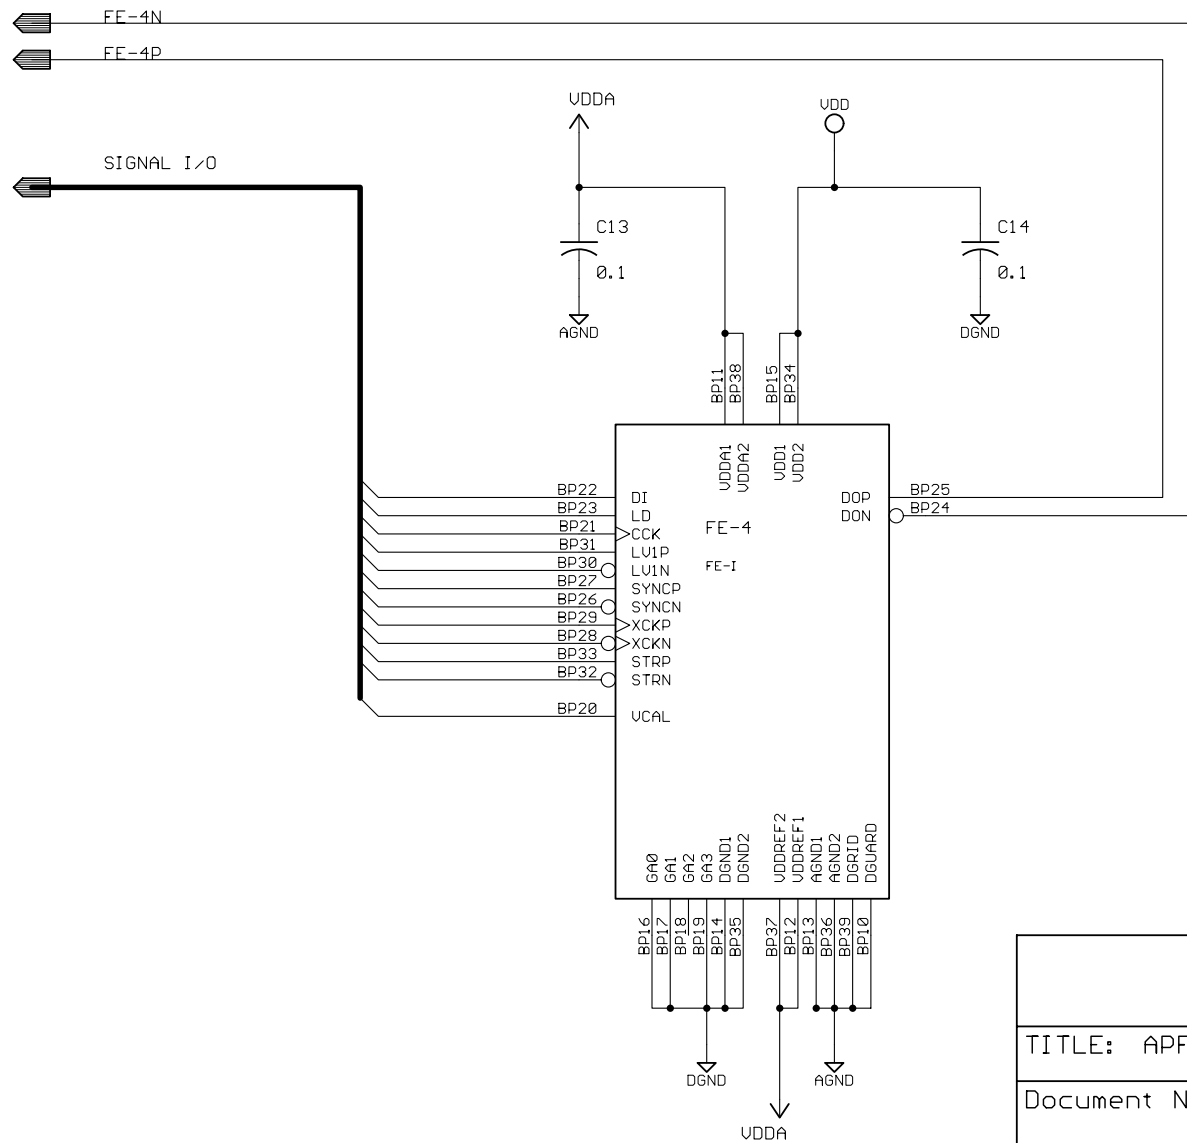 FE-4N
FE-4P
VDDA
VDD
SIGNAL I/O
C13
0.1
AGND
C14
0.1
DGND
BP11
BP38
BP15
BP34
VDDA1
VDDA2
VDD1
VDD2
BP22 DI
BP23 LD
BP21 CCK
BP31 LV1P
BP30 LV1N
BP27 SYNCP
BP26 SYNCN
BP29 XCKP
BP28 XCKN
BP33 STRP
BP32 STRN
BP20 VCAL
DOP BP25
DON BP24
FE-4
FE-I
GA0
GA1
GA2
GA3
DGND1
DGND2
VDDREF2
VDDREF1
AGND1
AGND2
DGRID
DGUARD
BP16
BP17
BP18
BP19
BP14
BP35
BP37
BP12
BP13
BP36
BP39
BP10
DGND
AGND
VDDA
TITLE:
Document